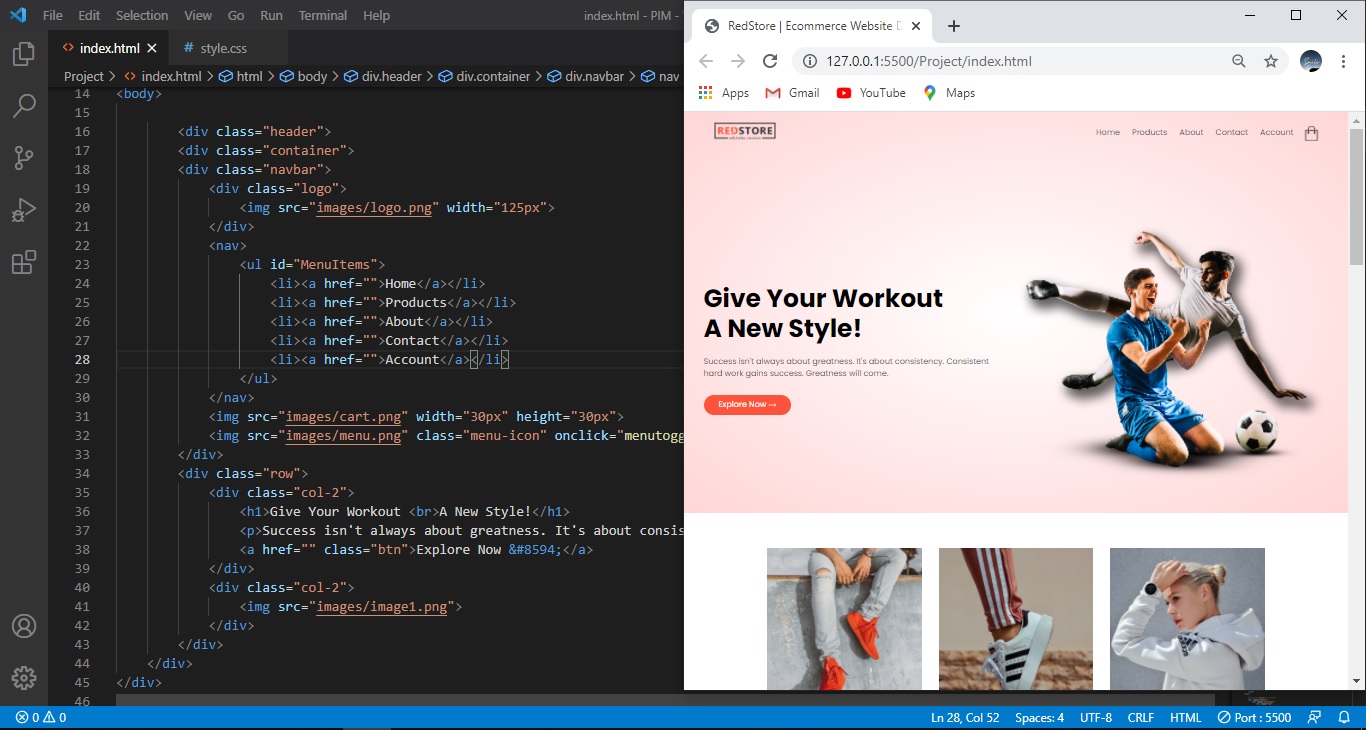 File Edit Selection View Go Run Terminal Help index.html - PIM -
index.html style.css
Project > index.html > html > body > div.header > div.container > div.navbar > nav
14 <body>
15
16 <div class="header">
17 <div class="container">
18 <div class="navbar">
19 <div class="logo">
20 <img src="images/logo.png" width="125px">
21 </div>
22 <nav>
23 <ul id="MenuItems">
24 <li><a href="">Home</a></li>
25 <li><a href="">Products</a></li>
26 <li><a href="">About</a></li>
27 <li><a href="">Contact</a></li>
28 <li><a href="">Account</a></li>
29 </ul>
30 </nav>
31 <img src="images/cart.png" width="30px" height="30px">
32 <img src="images/menu.png" class="menu-icon" onclick="menutogg
33 </div>
34 <div class="row">
35 <div class="col-2">
36 <h1>Give Your Workout <br>A New Style!</h1>
37 <p>Success isn't always about greatness. It's about consis
38 <a href="" class="btn">Explore Now &#8594;</a>
39 </div>
40 <div class="col-2">
41 <img src="images/image1.png">
42 </div>
43 </div>
44 </div>
45 </div>
46
RedStore | Ecommerce Website D
127.0.0.1:5500/Project/index.html
Apps Gmail YouTube Maps
REDSTORE
Home Products About Contact Account
Give Your Workout
A New Style!
Success isn't always about greatness. It's about consistency. Consistent
hard work gains success. Greatness will come.
Explore Now →
0 0 Ln 28, Col 52 Spaces: 4 UTF-8 CRLF HTML Port : 5500